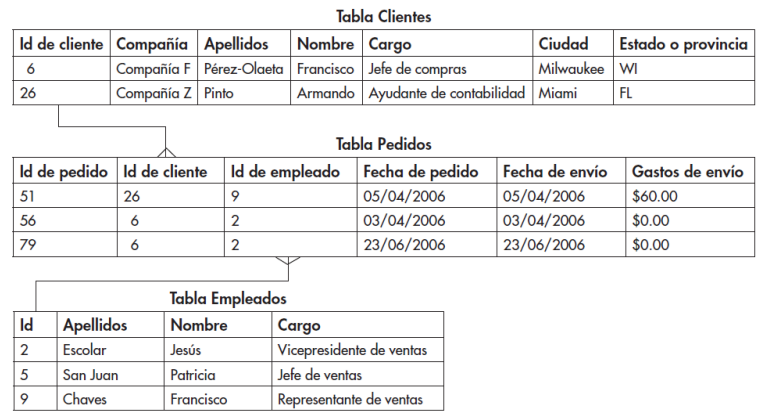 Tabla Clientes
Id de cliente Compañía Apellidos Nombre Cargo Ciudad Estado o provincia
6 Compañía F Pérez-Olaeta Francisco Jefe de compras Milwaukee WI
26 Compañía Z Pinto Armando Ayudante de contabilidad Miami FL
Tabla Pedidos
Id de pedido Id de cliente Id de empleado Fecha de pedido Fecha de envío Gastos de envío
51 26 9 05/04/2006 05/04/2006 $60.00
56 6 2 03/04/2006 03/04/2006 $0.00
79 6 2 23/06/2006 23/06/2006 $0.00
Tabla Empleados
Id Apellidos Nombre Cargo
2 Escolar Jesús Vicepresidente de ventas
5 San Juan Patricia Jefe de ventas
9 Chaves Francisco Representante de ventas